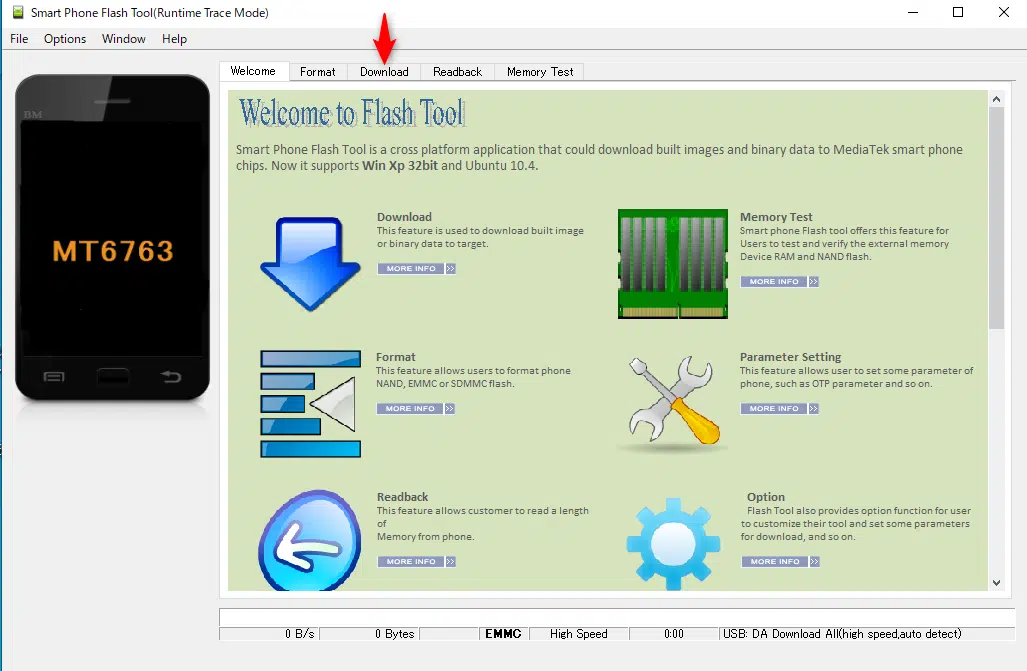 Smart Phone Flash Tool(Runtime Trace Mode)
File Options Window Help
Welcome Format Download Readback Memory Test
BM
MT6763
Welcome to Flash Tool
Smart Phone Flash Tool is a cross platform application that could download built images and binary data to MediaTek smart phone
chips. Now it supports Win Xp 32bit and Ubuntu 10.4.
Download
This feature is used to download built image
or binary data to target.
MORE INFO
Memory Test
Smart phone Flash tool offers this feature for
Users to test and verify the external memory
Device RAM and NAND flash.
MORE INFO
Format
This feature allows users to format phone
NAND, EMMC or SDMMC flash.
MORE INFO
Parameter Setting
This feature allows user to set some parameter of
phone, such as OTP parameter and so on.
MORE INFO
Readback
This feature allows customer to read a length
of
Memory from phone.
MORE INFO
Option
Flash Tool also provides option function for user
to customize their tool and set some parameters
for download, and so on.
MORE INFO
0 B/s 0 Bytes EMMC High Speed 0:00 USB: DA Download All(high speed,auto detect)